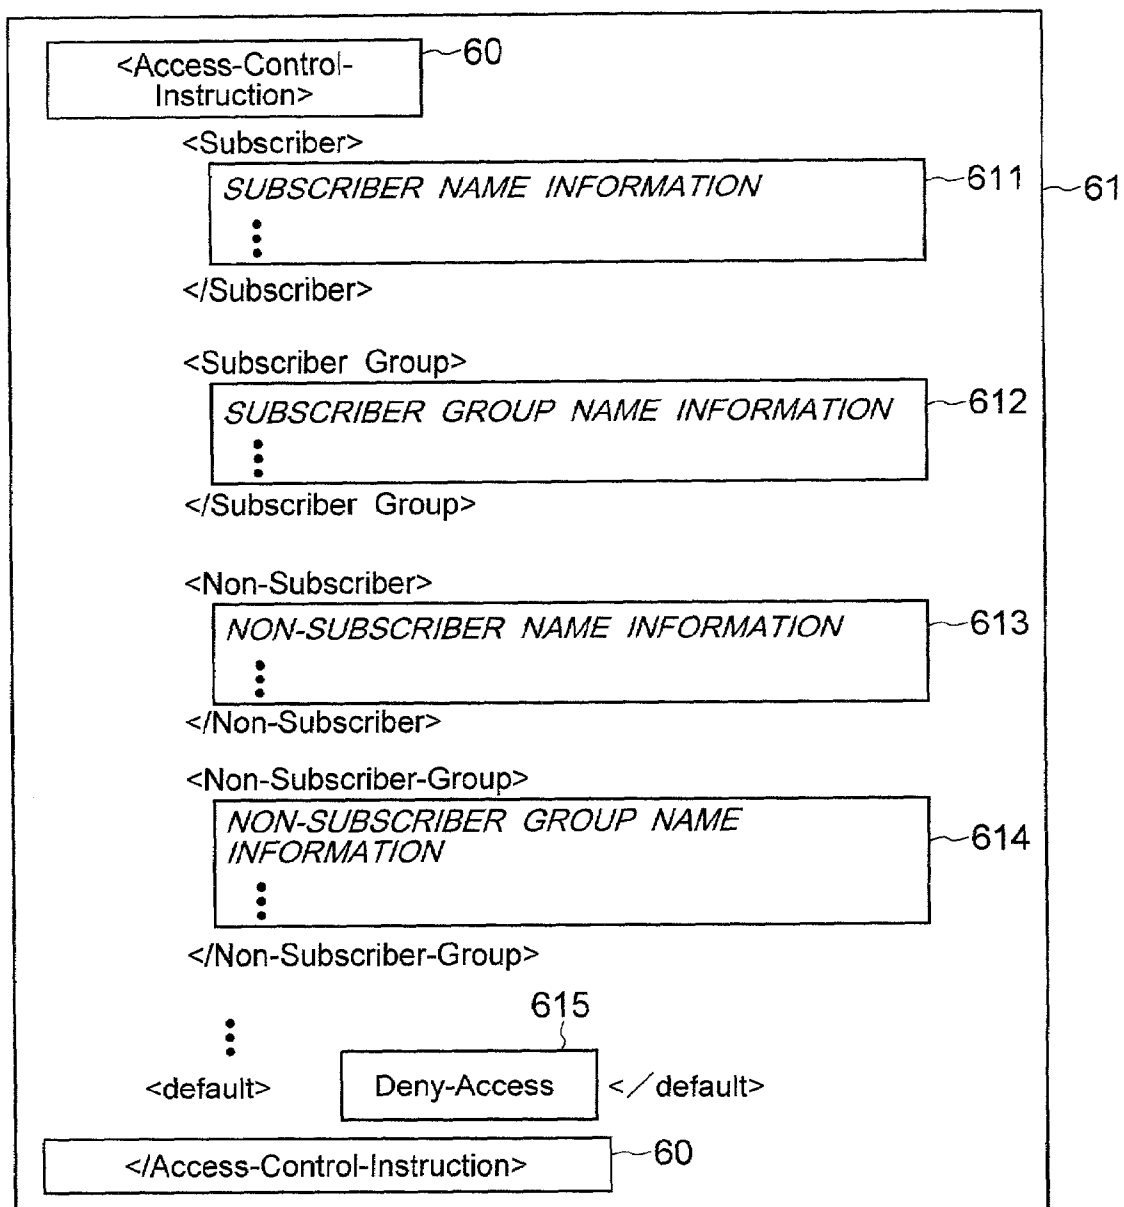 <Access-Control-
Instruction>
60
<Subscriber>
SUBSCRIBER NAME INFORMATION
611
61
</Subscriber>
<Subscriber Group>
SUBSCRIBER GROUP NAME INFORMATION
612
</Subscriber Group>
<Non-Subscriber>
NON-SUBSCRIBER NAME INFORMATION
613
</Non-Subscriber>
<Non-Subscriber-Group>
NON-SUBSCRIBER GROUP NAME
INFORMATION
614
</Non-Subscriber-Group>
615
<default> Deny-Access </default>
</Access-Control-Instruction>
60